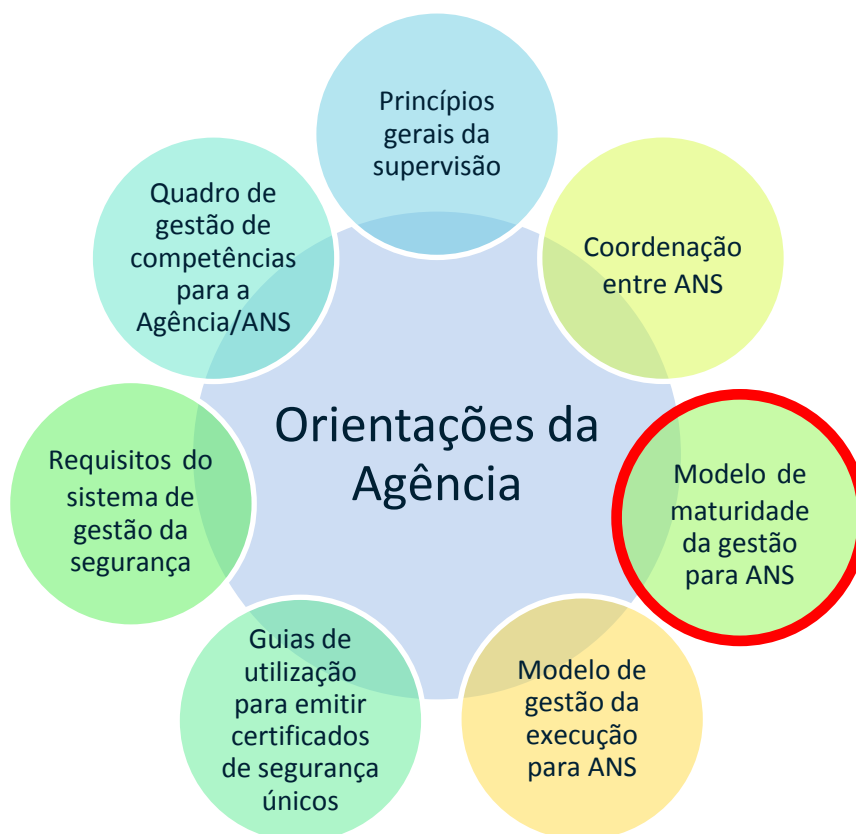 Princípios
gerais da
supervisão
Coordenação
entre ANS
Modelo de
maturidade
da gestão
para ANS
Modelo de
gestão da
execução
para ANS
Guias de
utilização
para emitir
certificados
de segurança
únicos
Requisitos do
sistema de
gestão da
segurança
Quadro de
gestão de
competências
para a
Agência/ANS
Orientações da
Agência